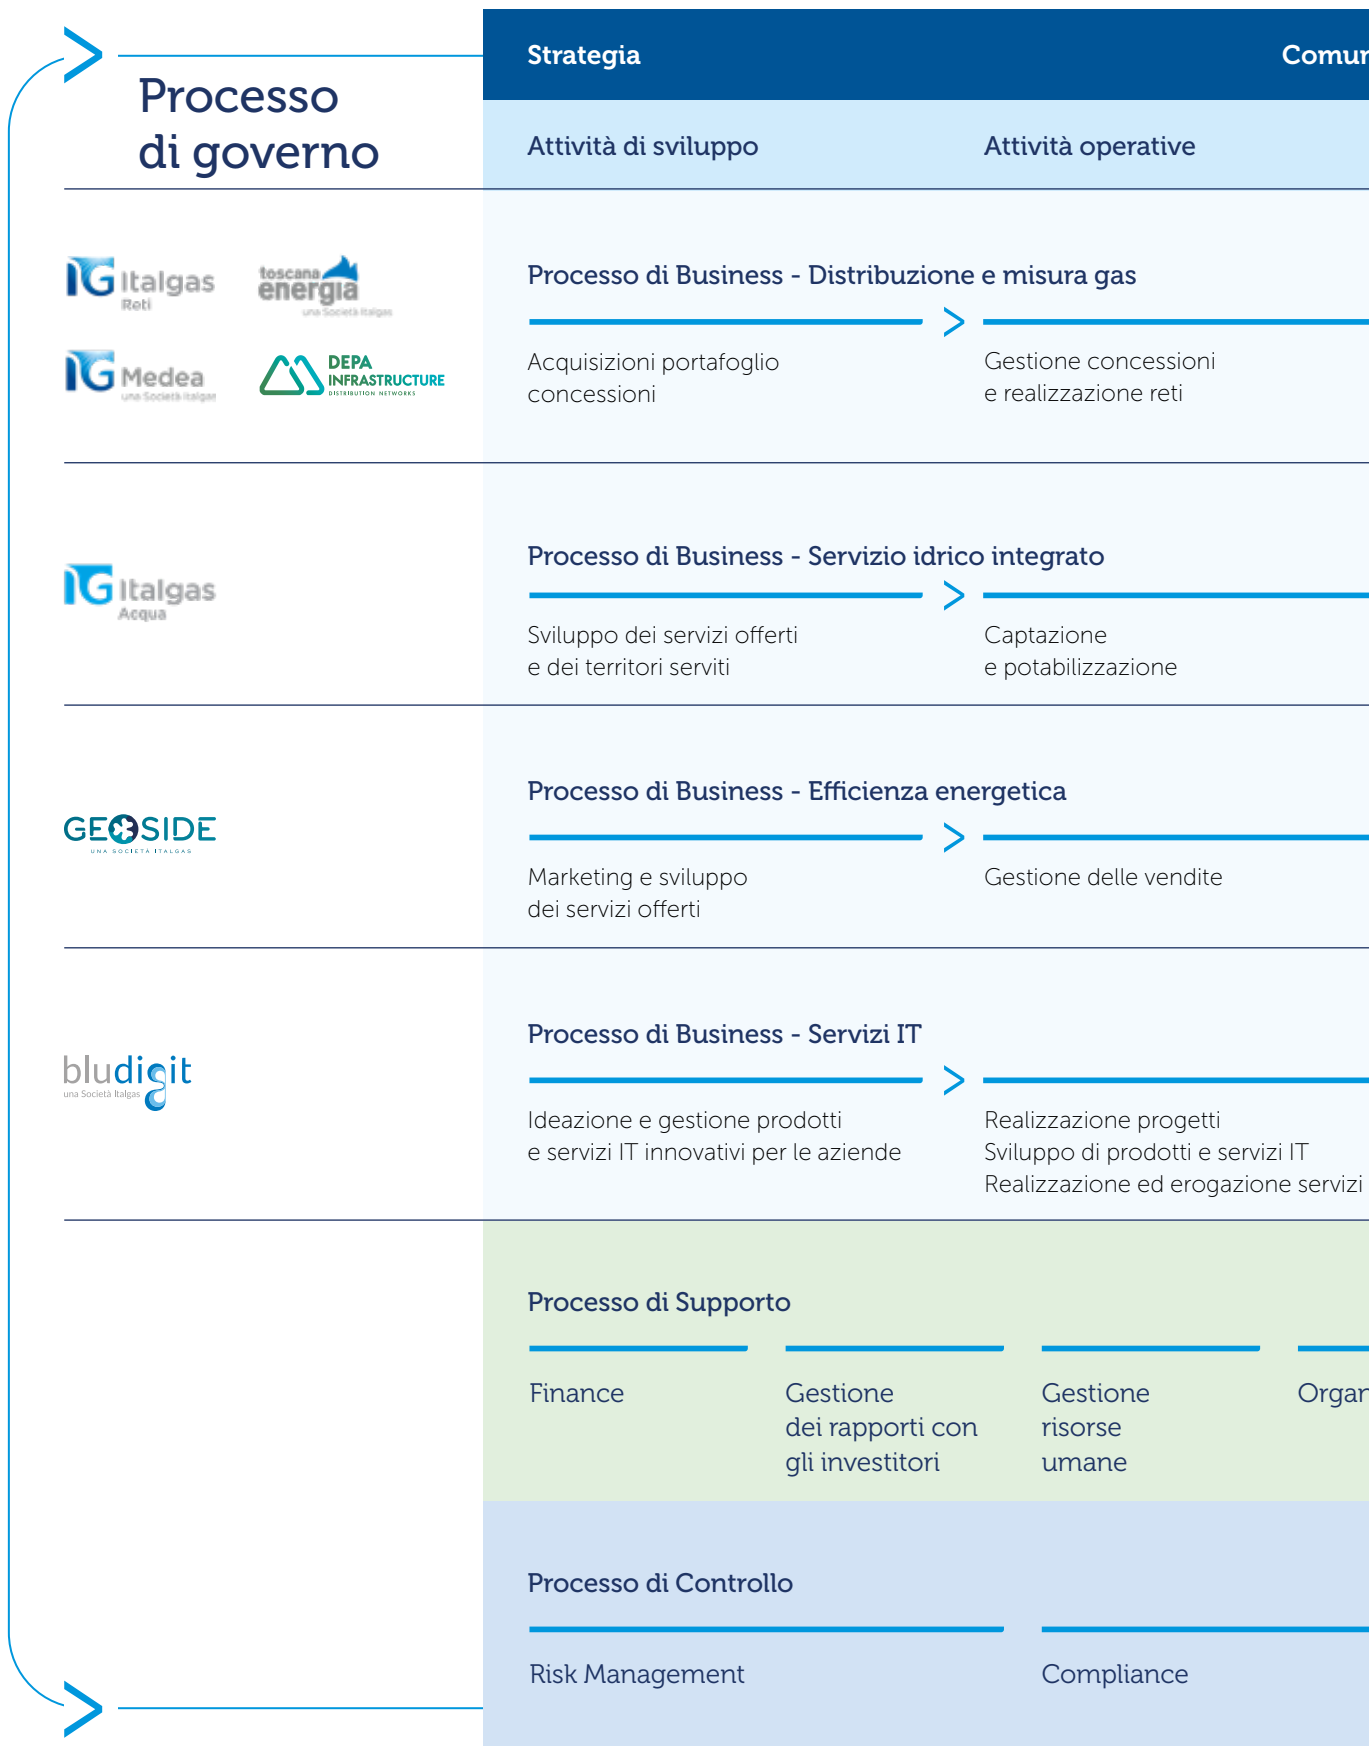 Strategia
Processo
di governo
Attività di sviluppo
Attività operative
IG Italgas
Reti
toscana
energia
una Società Italgas
IG Medea
una Società Italgas
DEPA
INFRASTRUCTURE
DISTRIBUTION NETWORKS
Processo di Business - Distribuzione e misura gas
Acquisizioni portafoglio
concessioni
Gestione concessioni
e realizzazione reti
IG Italgas
Acqua
Processo di Business - Servizio idrico integrato
Sviluppo dei servizi offerti
e dei territori serviti
Captazione
e potabilizzazione
GEOSIDE
UNA SOCIETÀ ITALGAS
Processo di Business - Efficienza energetica
Marketing e sviluppo
dei servizi offerti
Gestione delle vendite
bludigit
una Società Italgas
Processo di Business - Servizi IT
Ideazione e gestione prodotti
e servizi IT innovativi per le aziende
Realizzazione progetti
Sviluppo di prodotti e servizi IT
Realizzazione ed erogazione servizi
Processo di Supporto
Finance
Gestione
dei rapporti con
gli investitori
Gestione
risorse
umane
Processo di Controllo
Risk Management
Compliance